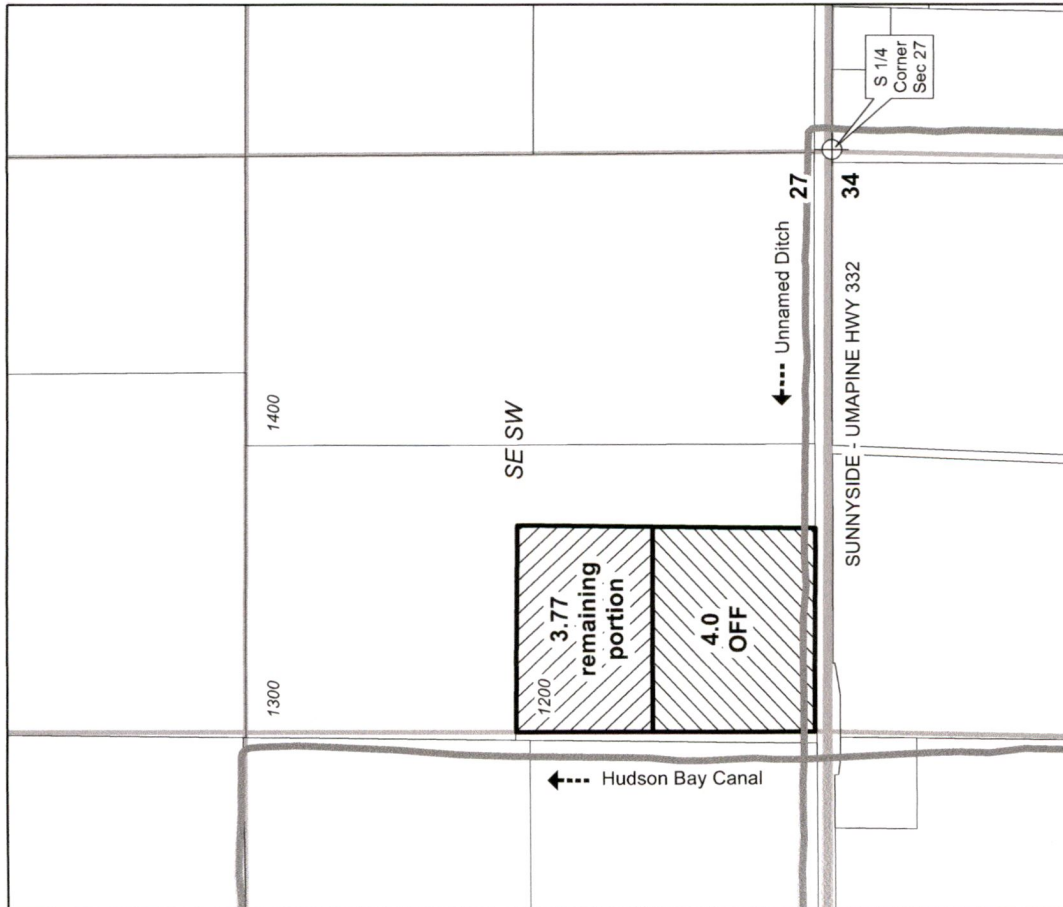 S 1/4
Corner
Sec 27
27
34
Unnamed Ditch
SUNNYSIDE - UMAPINE HWY 332
1400
SE SW
3.77
remaining
portion
4.0
OFF
1300
1200
Hudson Bay Canal